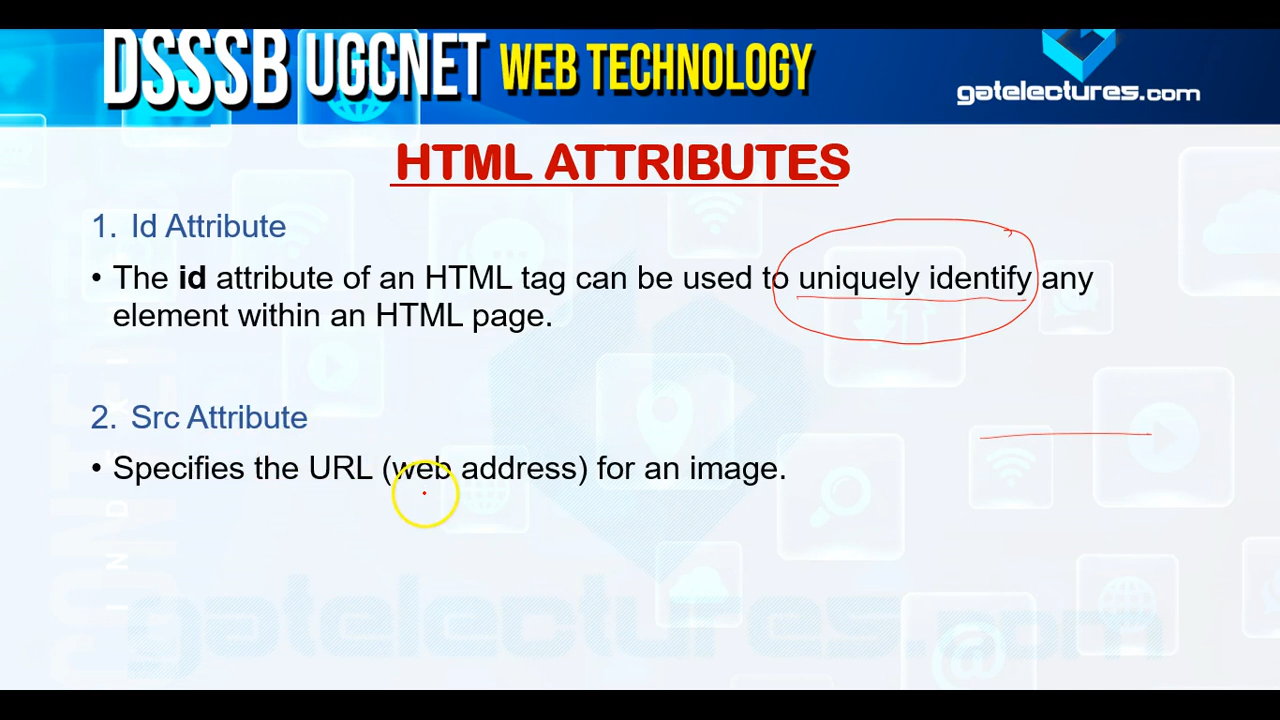 DSSSB UGCNET WEB TECHNOLOGY
gatelectures.com
HTML ATTRIBUTES
1. Id Attribute
• The id attribute of an HTML tag can be used to uniquely identify any
element within an HTML page.
2. Src Attribute
• Specifies the URL (web address) for an image.
gatelectures.com